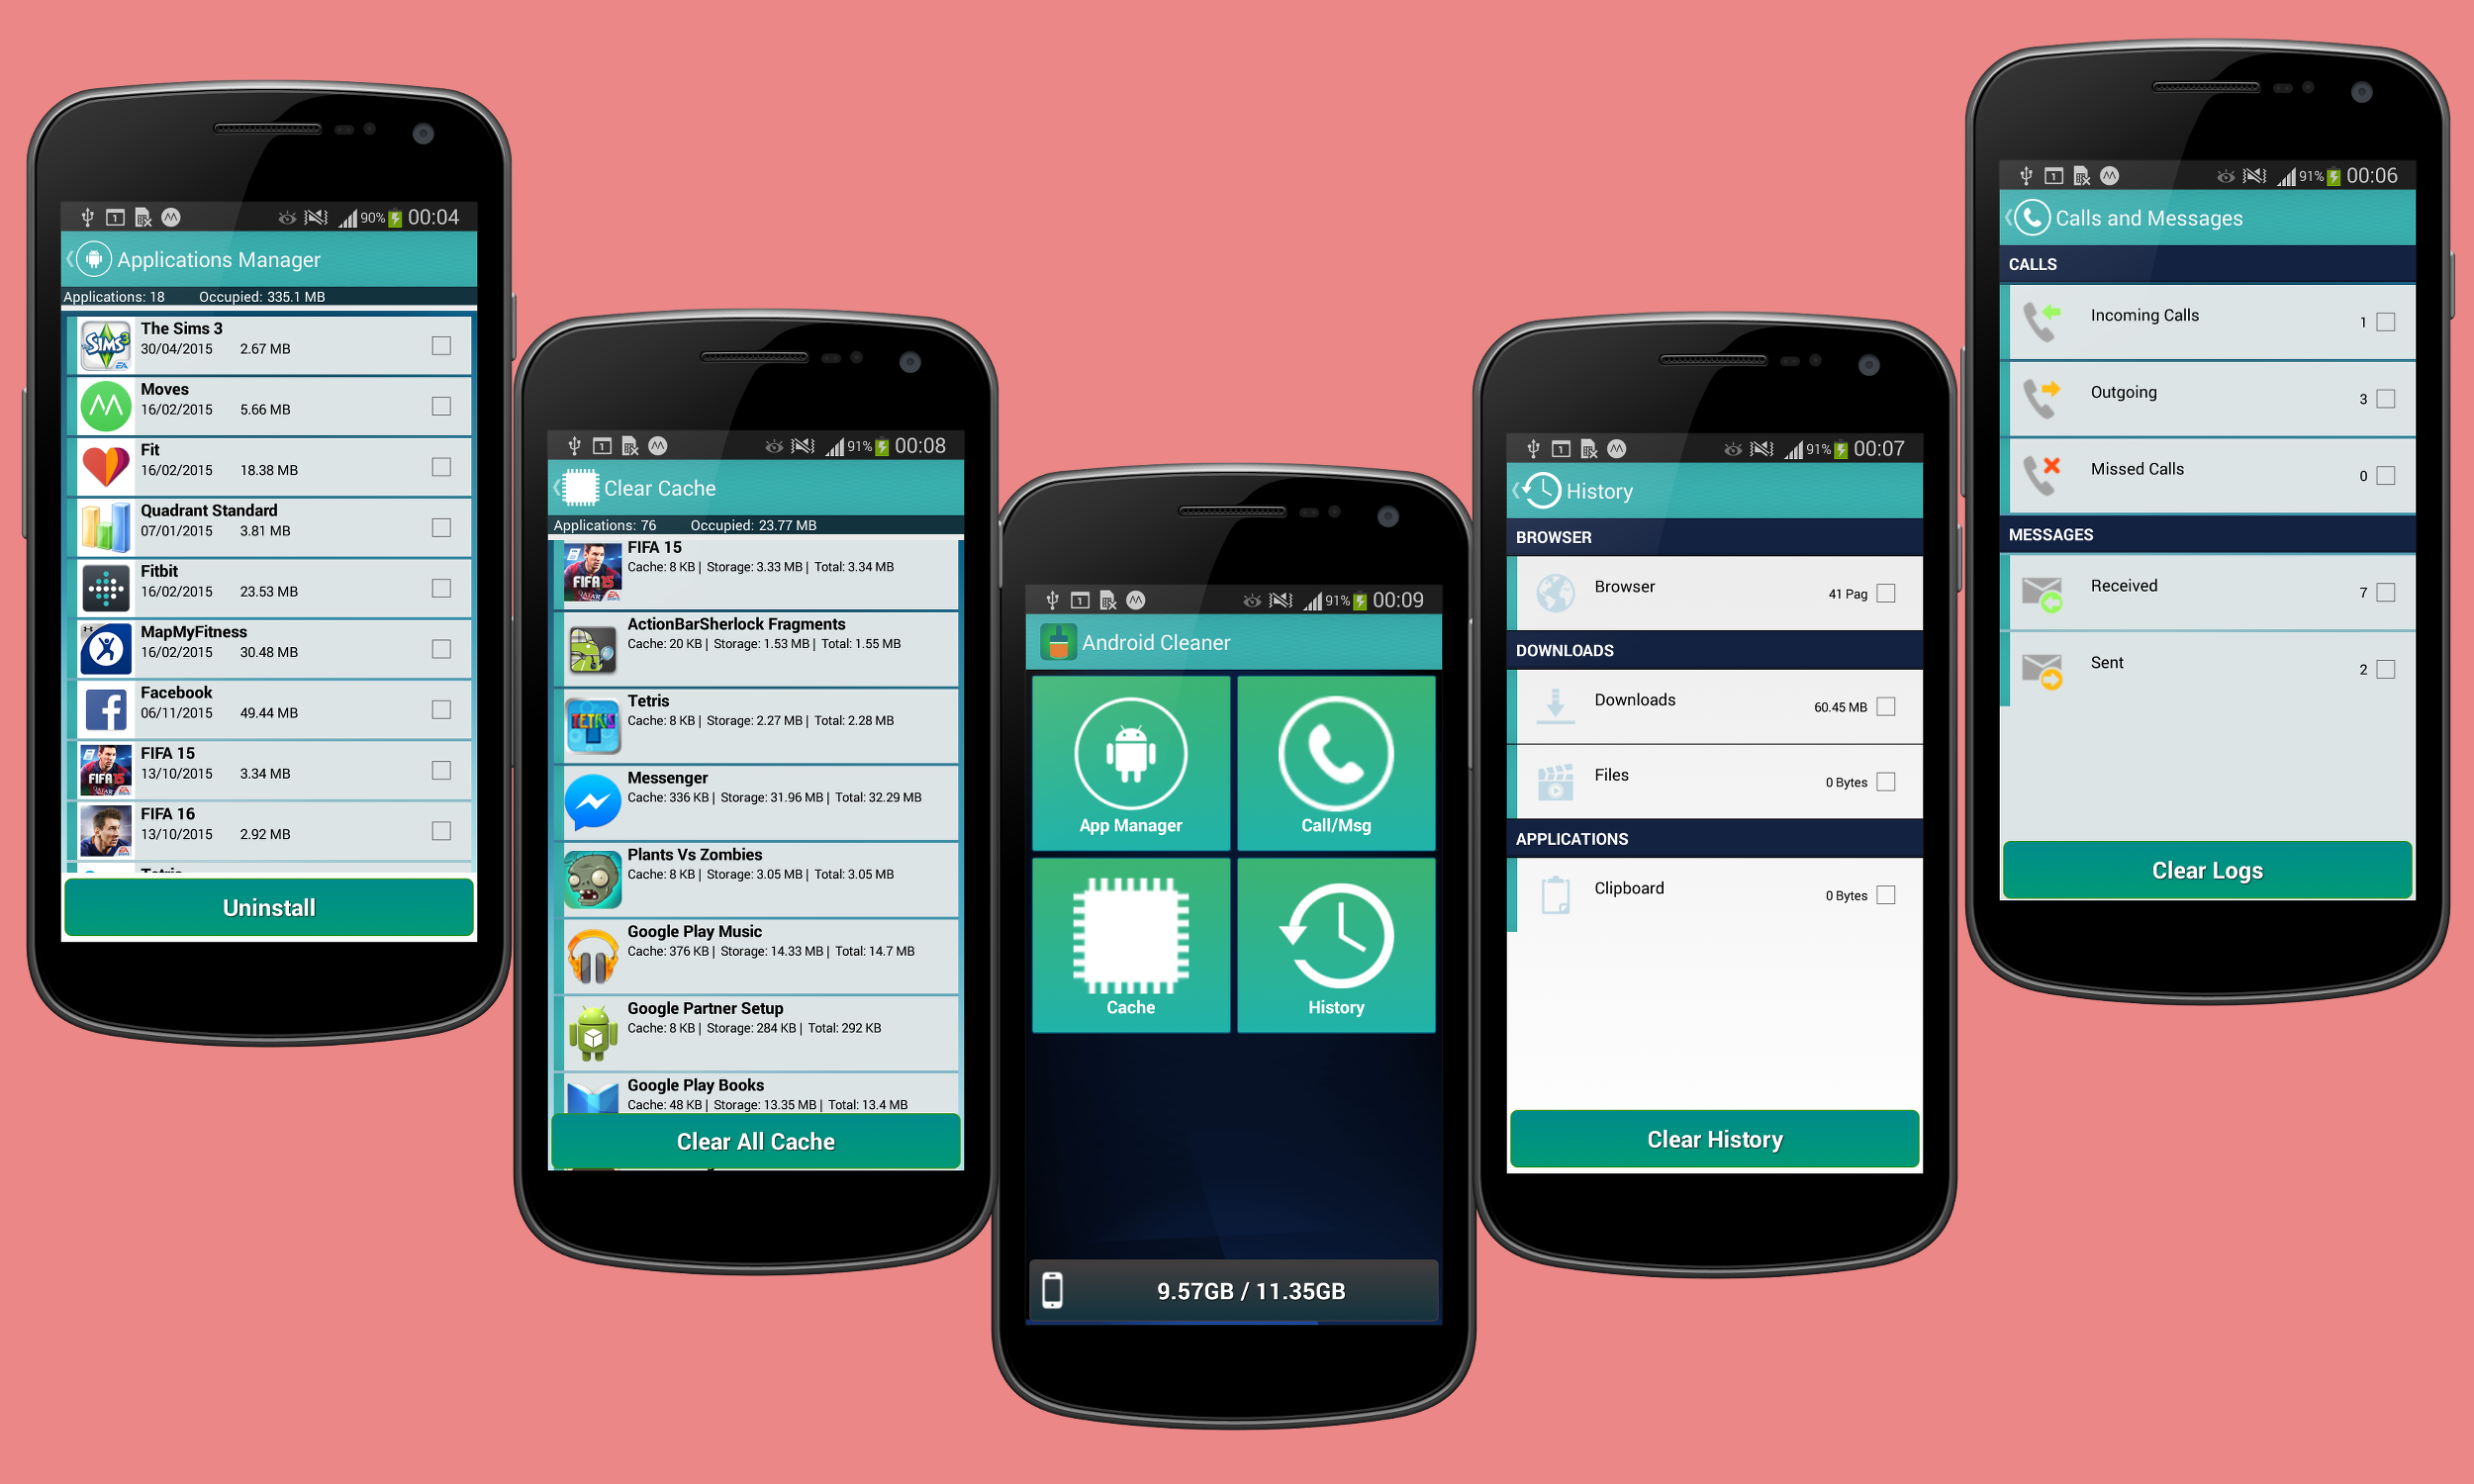 90% 00:04
Applications Manager
Applications: 18 Occupied: 335.1 MB
The Sims 3
30/04/2015 2.67 MB
Moves
16/02/2015 5.66 MB
Fit
16/02/2015 18.38 MB
Quadrant Standard
07/01/2015 3.81 MB
Fitbit
16/02/2015 23.53 MB
MapMyFitness
16/02/2015 30.48 MB
Facebook
06/11/2015 49.44 MB
FIFA 15
13/10/2015 3.34 MB
FIFA 16
13/10/2015 2.92 MB
Tetris
Uninstall
91% 00:08
Clear Cache
Applications: 76 Occupied: 23.77 MB
FIFA 15
Cache: 8 KB | Storage: 3.33 MB | Total: 3.34 MB
ActionBarSherlock Fragments
Cache: 20 KB | Storage: 1.53 MB | Total: 1.55 MB
Tetris
Cache: 8 KB | Storage: 2.27 MB | Total: 2.28 MB
Messenger
Cache: 336 KB | Storage: 31.96 MB | Total: 32.29 MB
Plants Vs Zombies
Cache: 8 KB | Storage: 3.05 MB | Total: 3.05 MB
Google Play Music
Cache: 376 KB | Storage: 14.33 MB | Total: 14.7 MB
Google Partner Setup
Cache: 8 KB | Storage: 284 KB | Total: 292 KB
Google Play Books
Cache: 48 KB | Storage: 13.35 MB | Total: 13.4 MB
Clear All Cache
91% 00:09
Android Cleaner
App Manager Call/Msg
Cache History
9.57GB / 11.35GB
91% 00:07
History
BROWSER
Browser 41 Pag
DOWNLOADS
Downloads 60.45 MB
Files 0 Bytes
APPLICATIONS
Clipboard 0 Bytes
Clear History
91% 00:06
Calls and Messages
CALLS
Incoming Calls 1
Outgoing 3
Missed Calls 0
MESSAGES
Received 7
Sent 2
Clear Logs